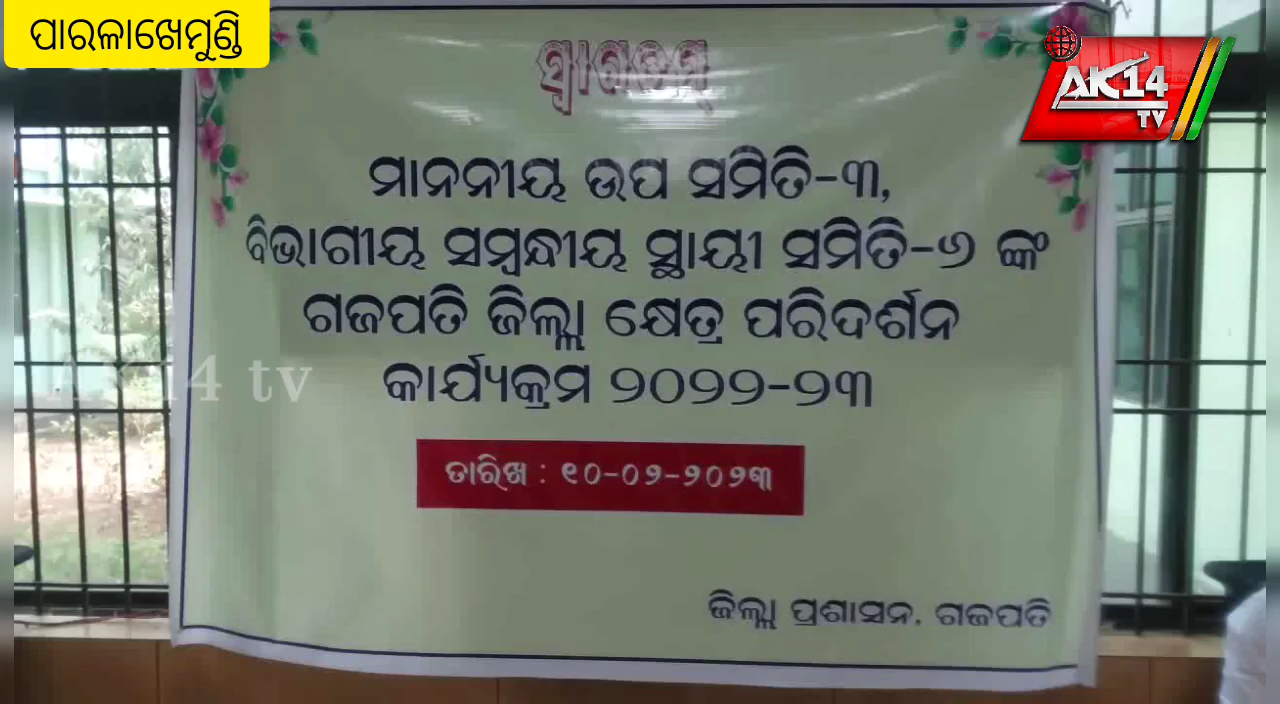 ପାରଳାଖେମୁଣ୍ଡି
AK14
TV
ସ୍ୱାଗତମ୍
ମାନନୀୟ ଉପ ସମିତି-୩,
ବିଭାଗୀୟ ସମ୍ବନ୍ଧୀୟ ସ୍ଥାୟୀ ସମିତି-୬ ଙ୍କ
ଗଜପତି ଜିଲ୍ଲା କ୍ଷେତ୍ର ପରିଦର୍ଶନ
କାର୍ଯ୍ୟକ୍ରମ ୨୦୨୨-୨୩
AK14 tv
ତାରିଖ : ୧୦-୦୨-୨୦୨୩
ଜିଲ୍ଲା ପ୍ରଶାସନ, ଗଜପତି